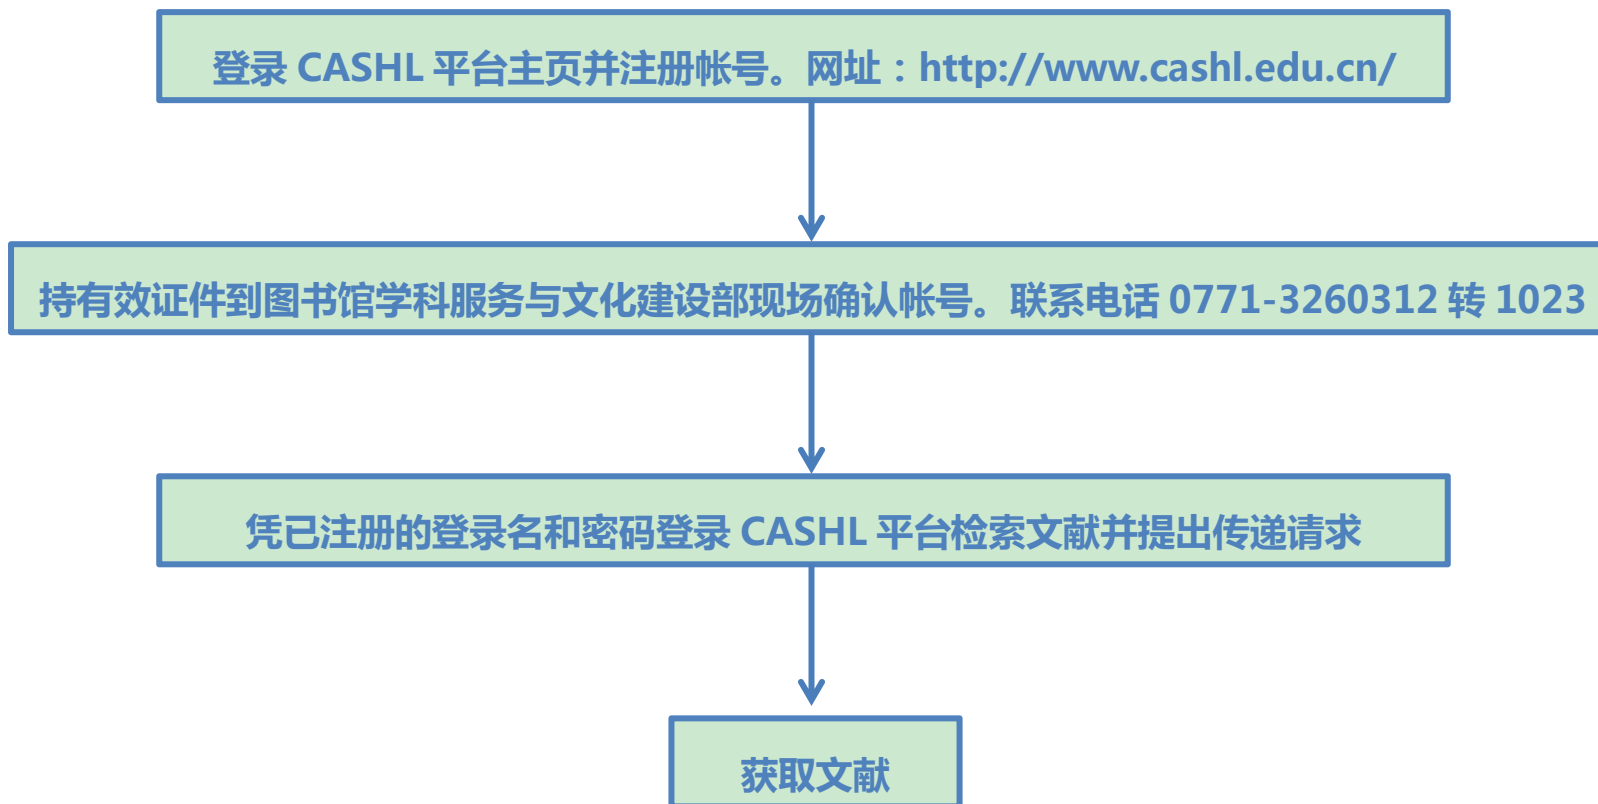 登录 CASHL 平台主页并注册帐号。网址：http://www.cashl.edu.cn/
持有效证件到图书馆学科服务与文化建设部现场确认帐号。联系电话 0771-3260312 转 1023
凭已注册的登录名和密码登录 CASHL 平台检索文献并提出传递请求
获取文献